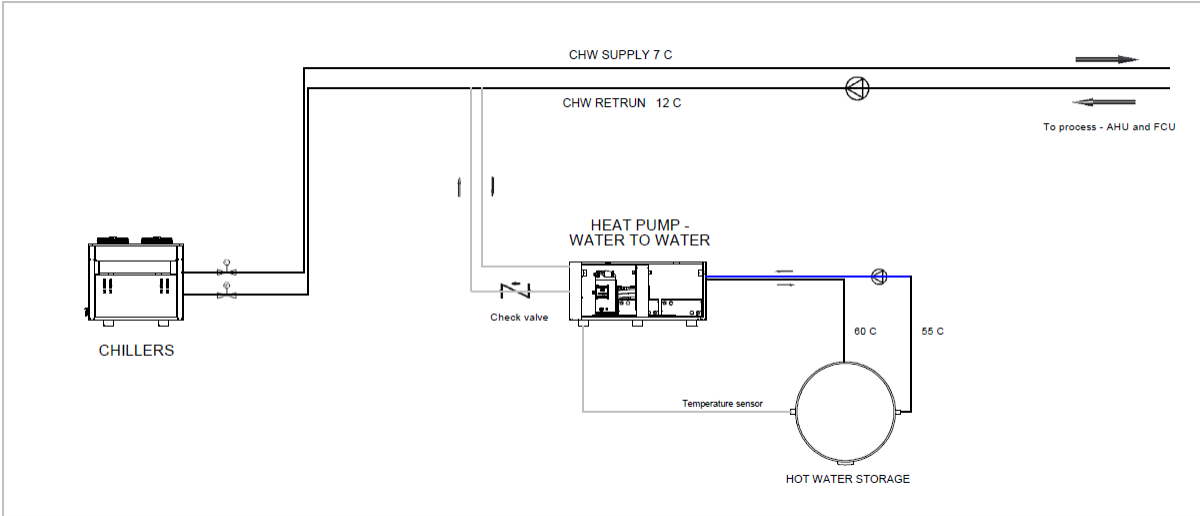 CHW SUPPLY 7 C
CHW RETRUN 12 C
To process - AHU and FCU
HEAT PUMP -
WATER TO WATER
Check valve
CHILLERS
60 C
55 C
Temperature sensor
HOT WATER STORAGE